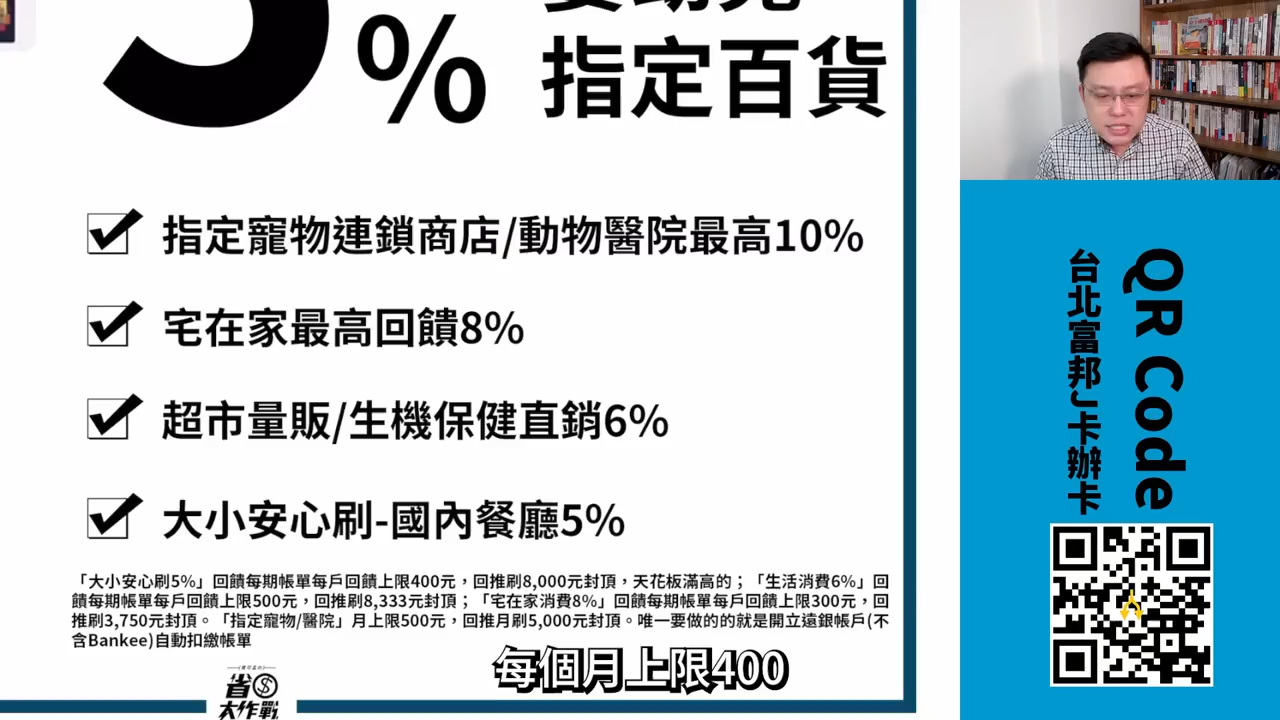 5%
嬰幼兒
指定百貨
指定寵物連鎖商店/動物醫院最高10%
宅在家最高回饋8%
超市量販/生機保健直銷6%
大小安心刷-國內餐廳5%
「大小安心刷5%」回饋每期帳單每戶回饋上限400元，回推刷8,000元封頂，天花板滿高的；「生活消費6%」回
饋每期帳單每戶回饋上限500元，回推刷8,333元封頂；「宅在家消費8%」回饋每期帳單每戶回饋上限300元，回
推刷3,750元封頂。「指定寵物/醫院」月上限500元，回推月刷5,000元封頂。唯一要做的的就是開立遠銀帳戶(不
含Bankee)自動扣繳帳單
省
大作戰
每個月上限400
QR Code
台北富邦J卡辦卡